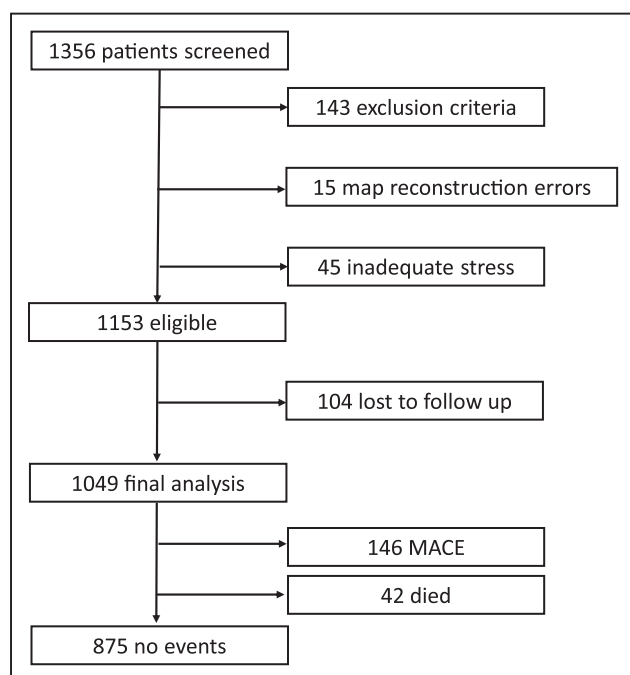 1356 patients screened
143 exclusion criteria
15 map reconstruction errors
45 inadequate stress
1153 eligible
104 lost to follow up
1049 final analysis
146 MACE
42 died
875 no events